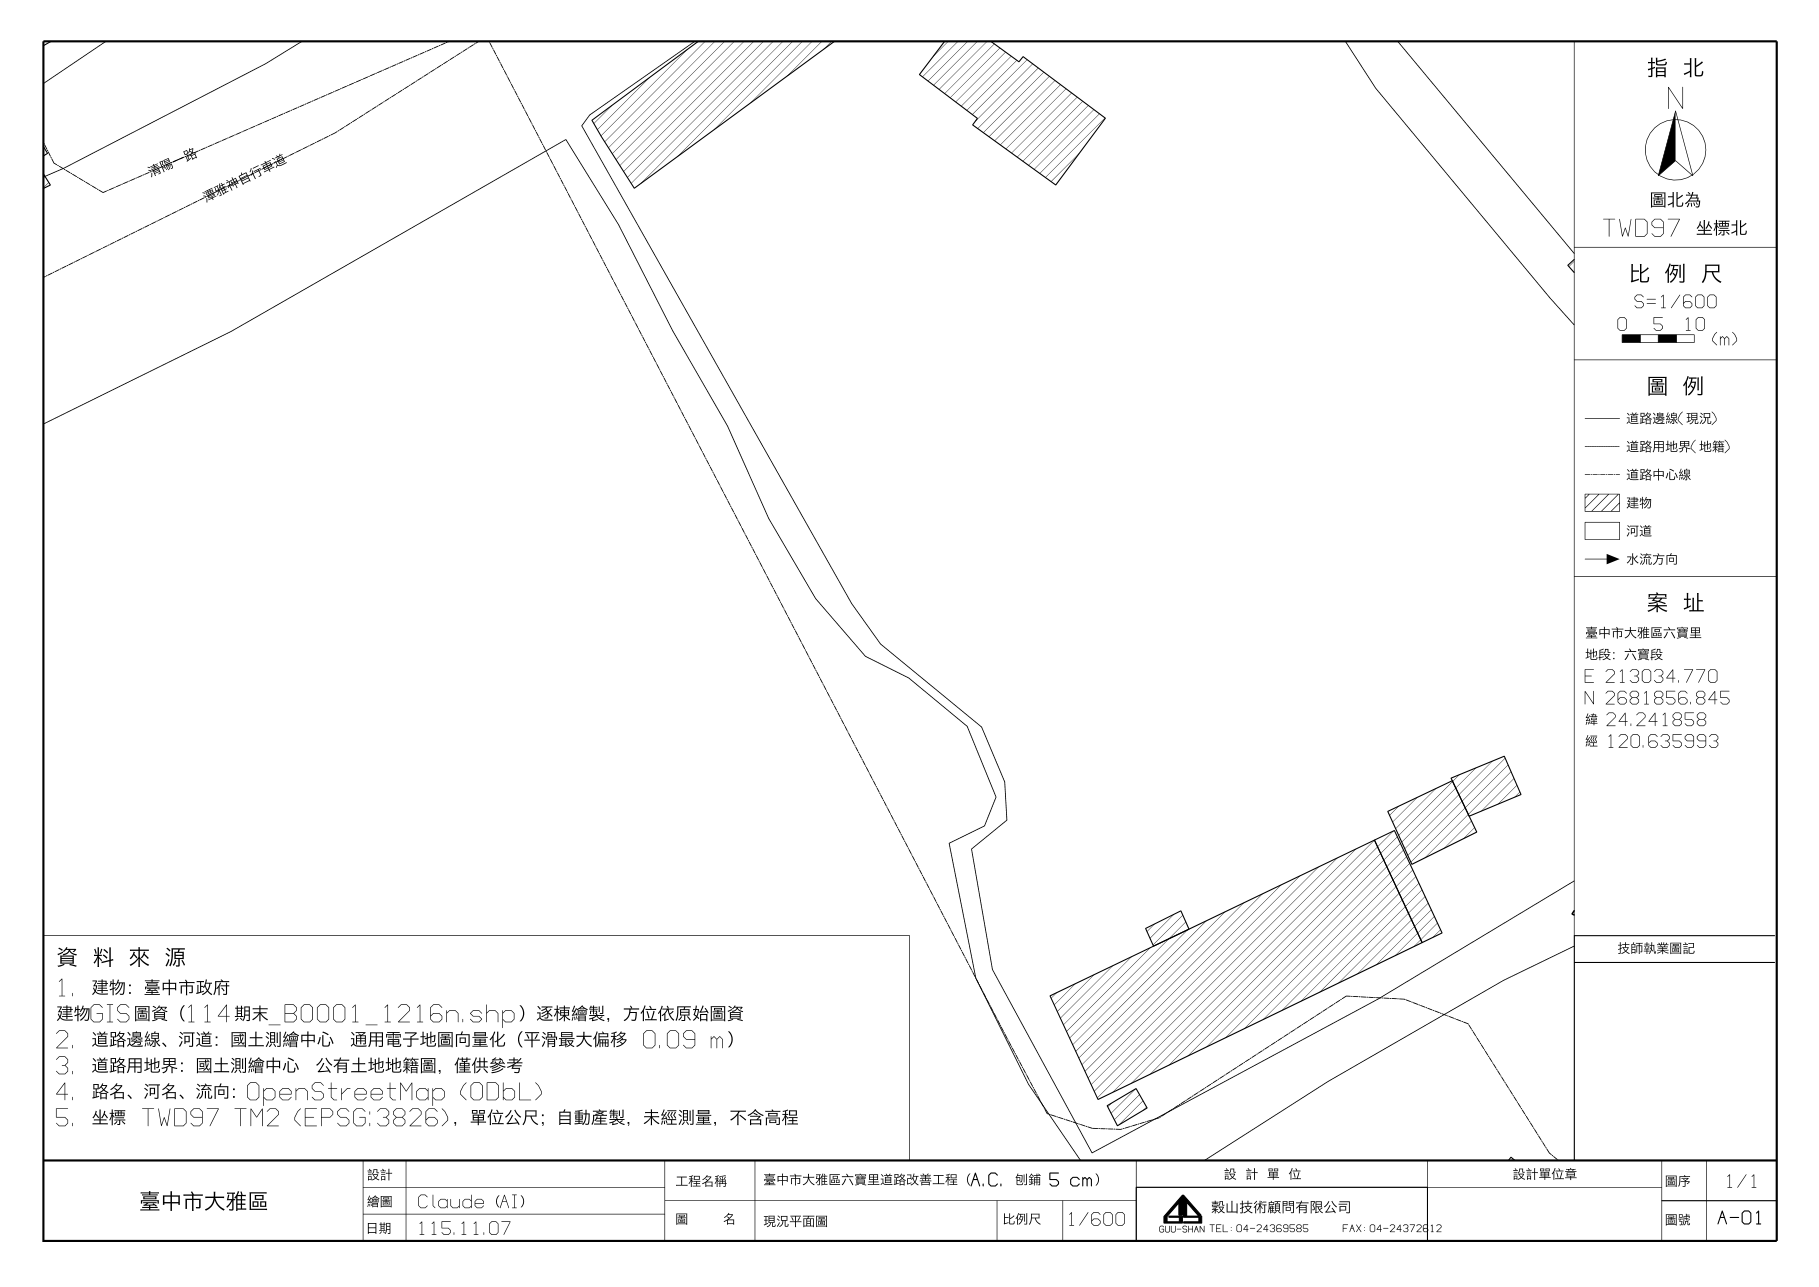 清陽一路
潭雅神自行車道
指 北
N
圖北為
TWD97 坐標北
比 例 尺
S=1/600
0 5 10
(m)
圖 例
道路邊線(現況)
道路用地界(地籍)
道路中心線
建物
河道
水流方向
案 址
臺中市大雅區六寶里
地段：六寶段
E 213034.770
N 2681856.845
緯 24.241858
經 120.635993
技師執業圖記
資 料 來 源
1. 建物：臺中市政府
建物GIS圖資（114期末_B0001_1216n.shp）逐棟繪製，方位依原始圖資
2. 道路邊線、河道：國土測繪中心 通用電子地圖向量化（平滑最大偏移 0.09 m）
3. 道路用地界：國土測繪中心 公有土地地籍圖，僅供參考
4. 路名、河名、流向：OpenStreetMap (ODbL)
5. 坐標 TWD97 TM2 (EPSG:3826)，單位公尺；自動產製，未經測量，不含高程
臺中市大雅區
設計
繪圖 Claude (AI)
日期 115.11.07
工程名稱 臺中市大雅區六寶里道路改善工程（A.C. 刨鋪 5 cm）
圖 名 現況平面圖
比例尺 1/600
設 計 單 位
GUU-SHAN
穀山技術顧問有限公司
TEL:04-24369585 FAX:04-24372612
設計單位章
圖序 1/1
圖號 A-01